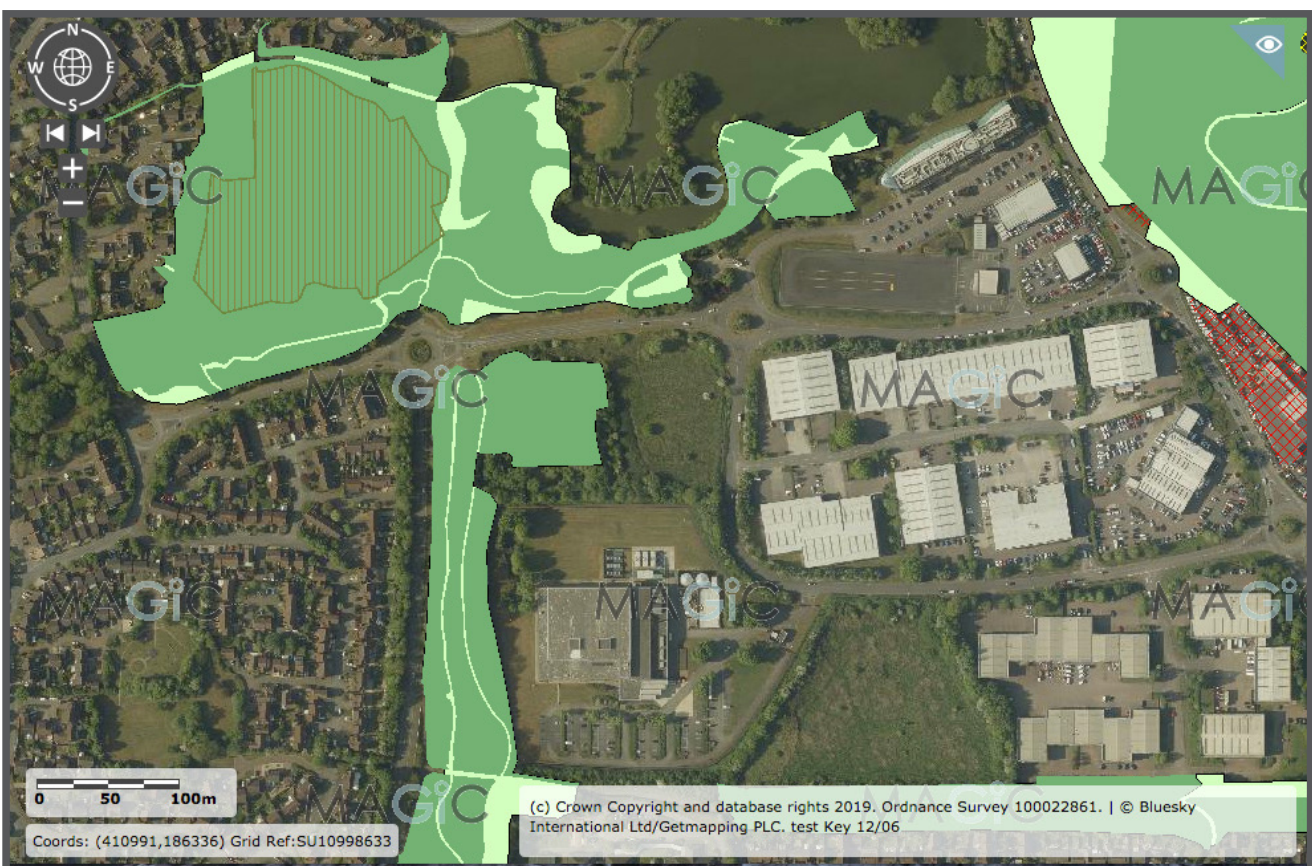 N
W E
S
+
−
MAGiC
MAGiC
MAGiC
MAGiC
MAGiC
MAGiC
MAGiC
MAGi
MAGiC
MAGiC
0 50 100m
(c) Crown Copyright and database rights 2019. Ordnance Survey 100022861. | © Bluesky
International Ltd/Getmapping PLC. test Key 12/06
Coords: (410991,186336) Grid Ref:SU10998633